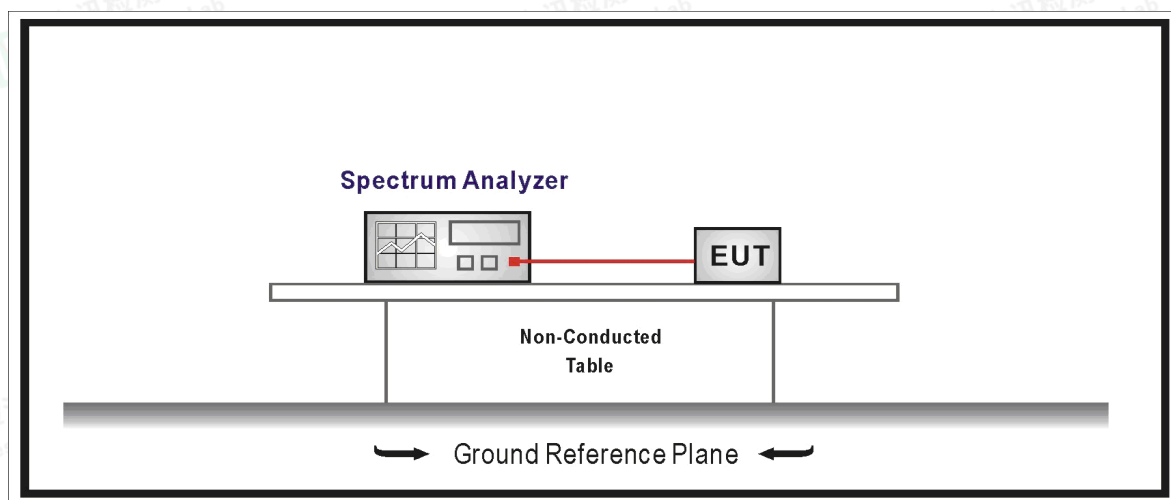 Spectrum Analyzer
EUT
Non-Conducted
Table
Ground Reference Plane